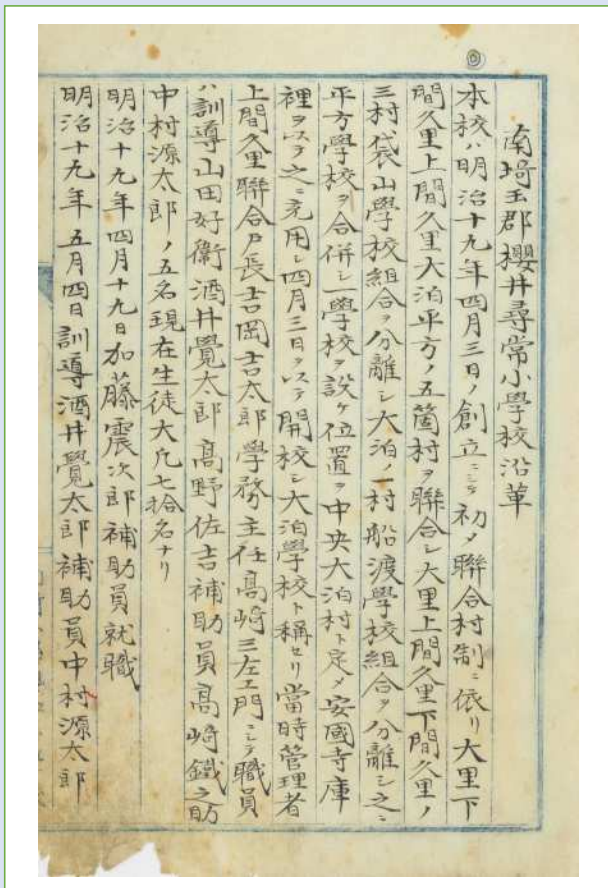 南埼玉郡櫻井尋常小學校沿革
本校ハ明治十九年四月三日ノ創立ニシテ初メ聯合村制ニ依リ大里下
間久里上間久里大泊平方ノ五箇村ヲ聯合シ大里上間久里下間久里ノ
三村袋山學校組合ヲ分離シ大泊ノ一村船渡學校組合ヲ分離シ之ニ
平方學校ヲ合併シ一學校ヲ設ケ位置ヲ中央大泊村ト定メ安國寺庫
裡ヲ以テ之ニ充用シ四月三日ヲ以テ開校シ大泊學校ト稱セリ當時管理者
上間久里聯合戸長吉岡吉太郎學務主任高崎三左エ門ニシテ職員
ハ訓導山田好衛酒井覺太郎高野佐吉補助員高崎鐵之助
中村源太郎ノ五名現在生徒大凡七拾名ナリ
明治十九年四月十九日加藤震次郎補助員就職
明治十九年五月四日訓導酒井覺太郎補助員中村源太郎